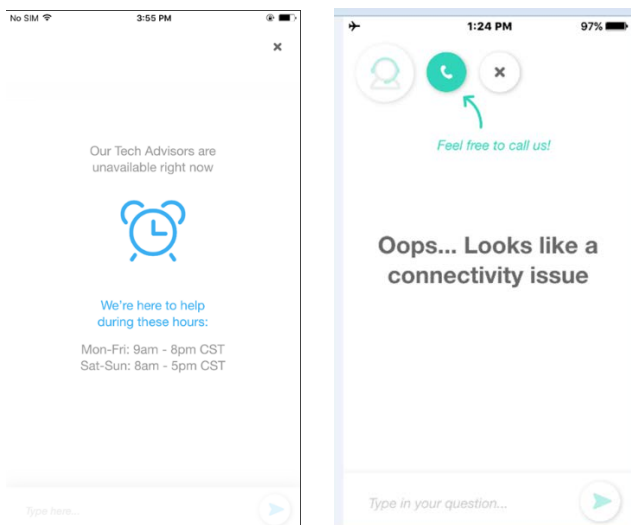 No SIM 3:55 PM
Our Tech Advisors are
unavailable right now
We're here to help
during these hours:
Mon-Fri: 9am - 8pm CST
Sat-Sun: 8am - 5pm CST
Type here...
1:24 PM 97%
Feel free to call us!
Oops... Looks like a
connectivity issue
Type in your question...